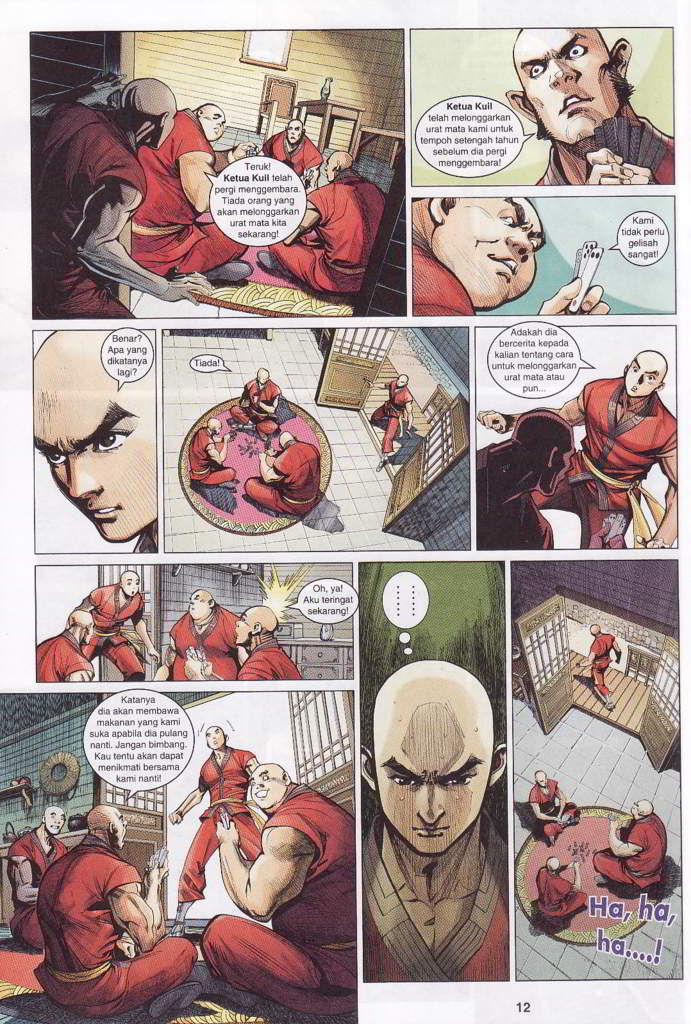 Teruk!
Ketua Kuil telah
pergi menggembara.
Tiada orang yang
akan melonggarkan
urat mata kita
sekarang!
Ketua Kuil
telah melonggarkan
urat mata kami untuk
tempoh setengah tahun
sebelum dia pergi
menggembara!
Kami
tidak perlu
gelisah
sangat!
Benar?
Apa yang
dikatanya
lagi?
Tiada!
Adakah dia
bercerita kepada
kalian tentang cara
untuk melonggarkan
urat mata atau
pun...
Oh, ya!
Aku teringat
sekarang!
Katanya
dia akan membawa
makanan yang kami
suka apabila dia pulang
nanti. Jangan bimbang.
Kau tentu akan dapat
menikmati bersama
kami nanti!
Ha, ha,
ha....!
12